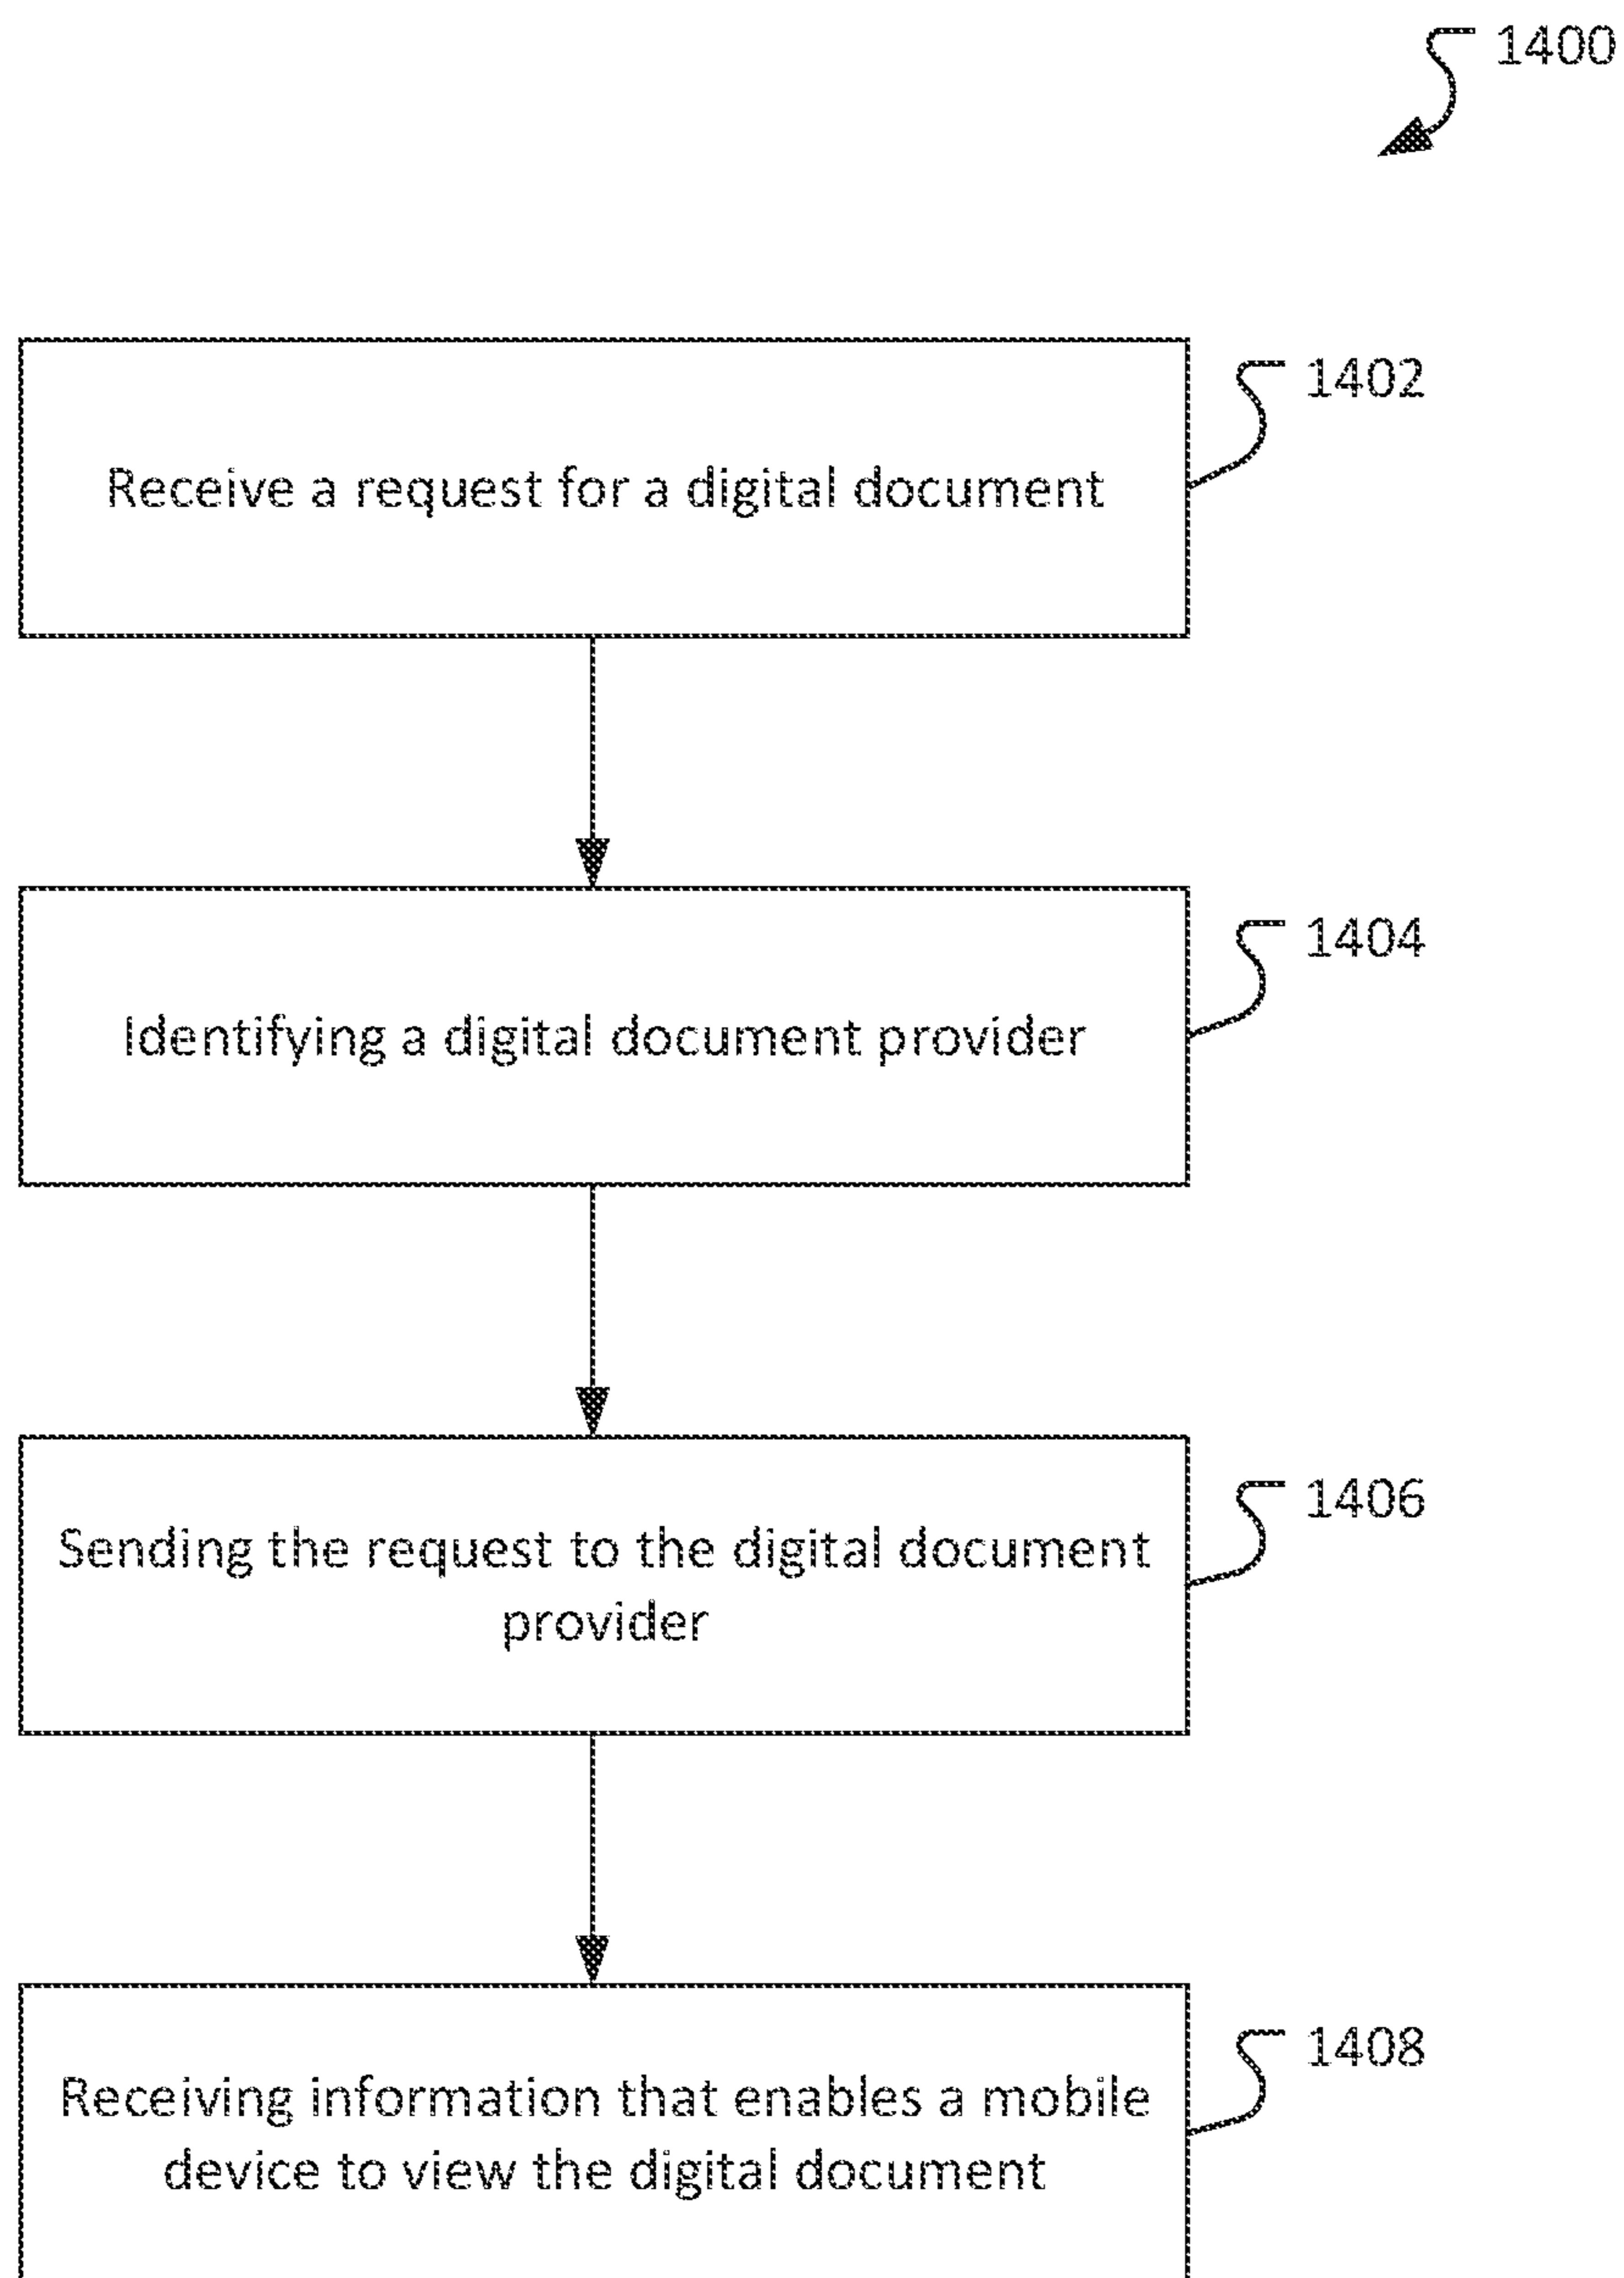 1400
Receive a request for a digital document
1402
Identifying a digital document provider
1404
Sending the request to the digital document
provider
1406
Receiving information that enables a mobile
device to view the digital document
1408